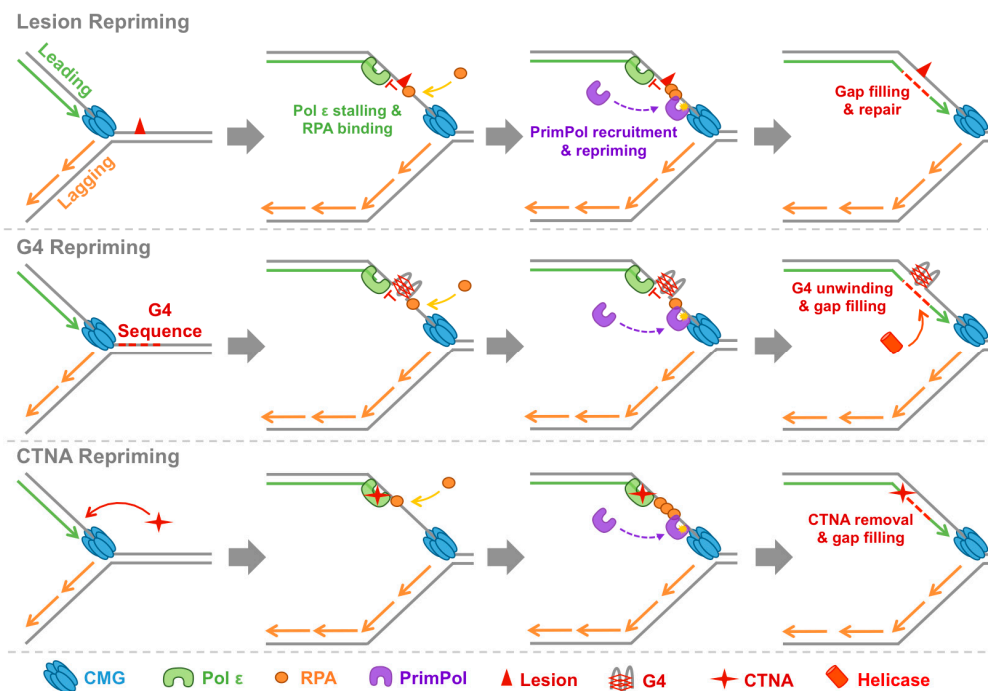 Lesion Repriming
Leading
Lagging
Pol ε stalling &
RPA binding
PrimPol recruitment
& repriming
Gap filling
& repair
G4 Repriming
G4
Sequence
G4 unwinding
& gap filling
CTNA Repriming
CTNA removal
& gap filling
CMG
Pol ε
RPA
PrimPol
Lesion
G4
CTNA
Helicase